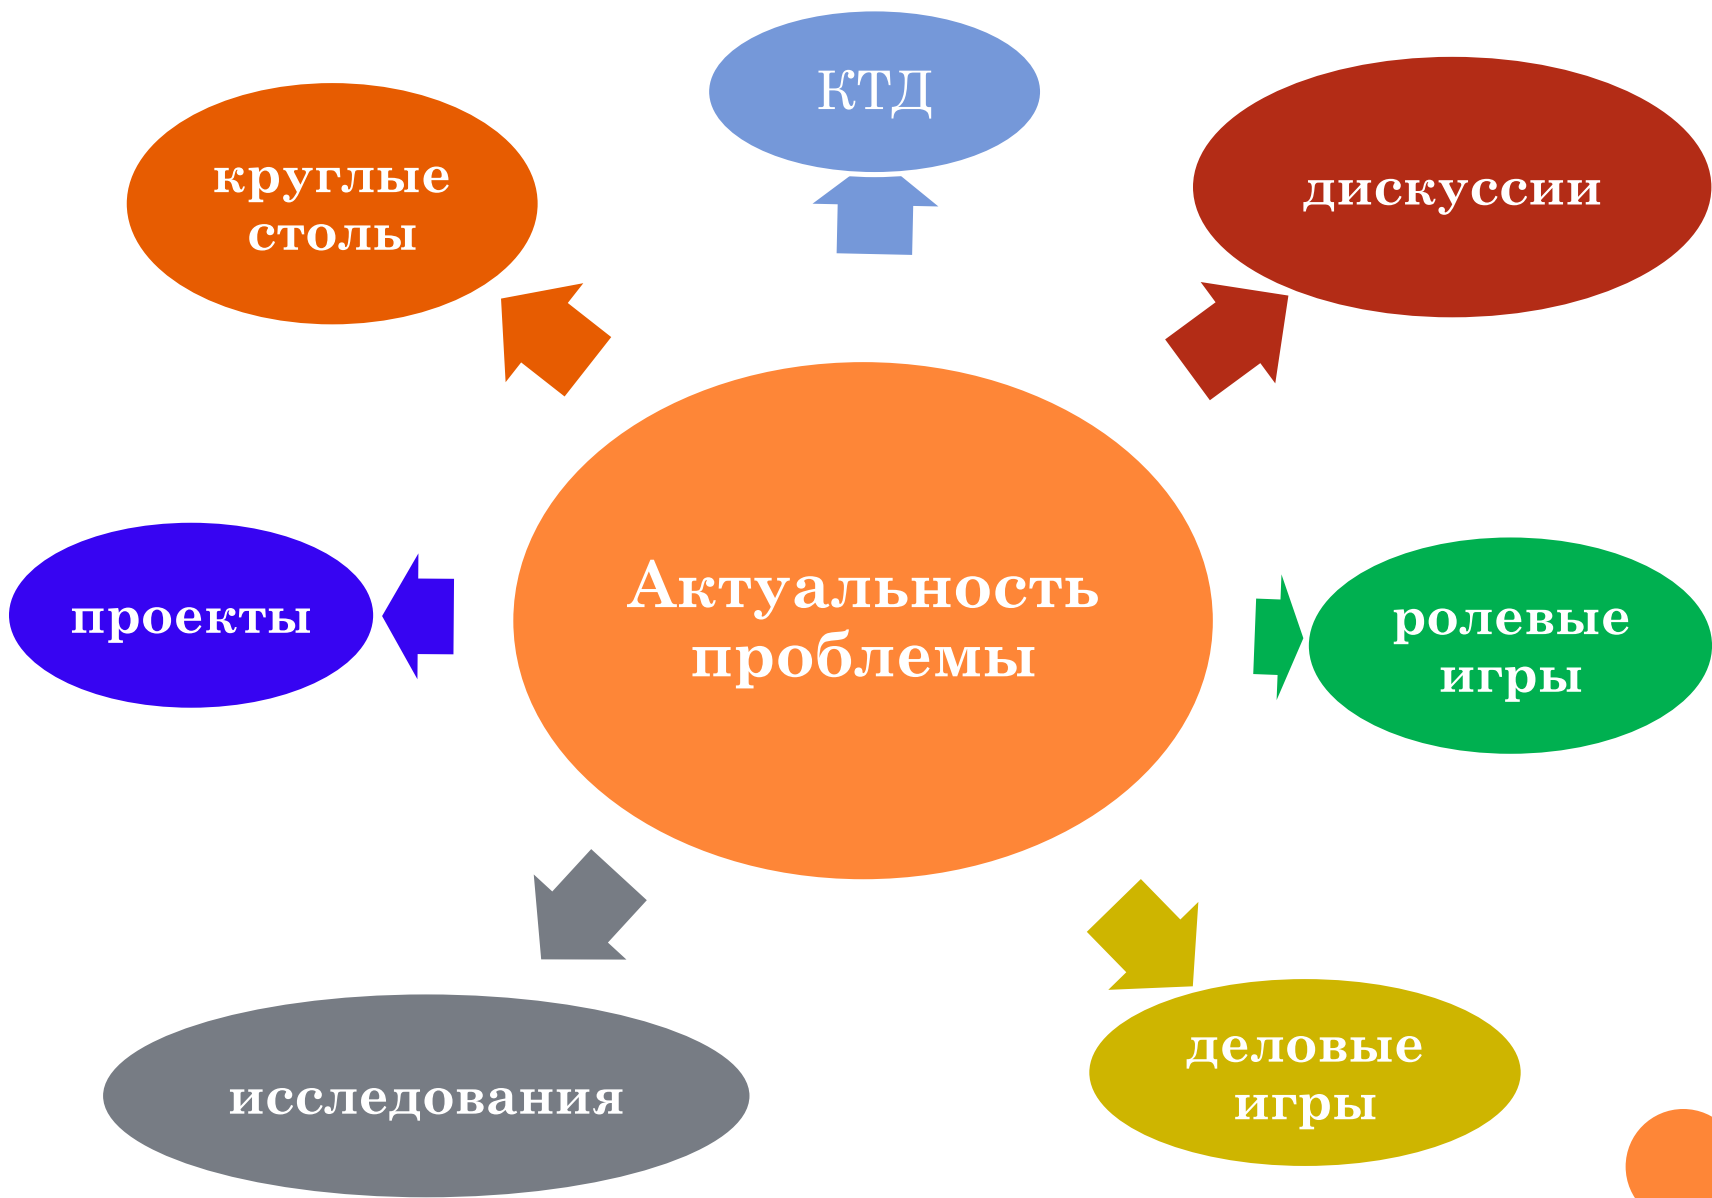 КТД
круглые
столы
дискуссии
Актуальность
проблемы
проекты
ролевые
игры
исследования
деловые
игры